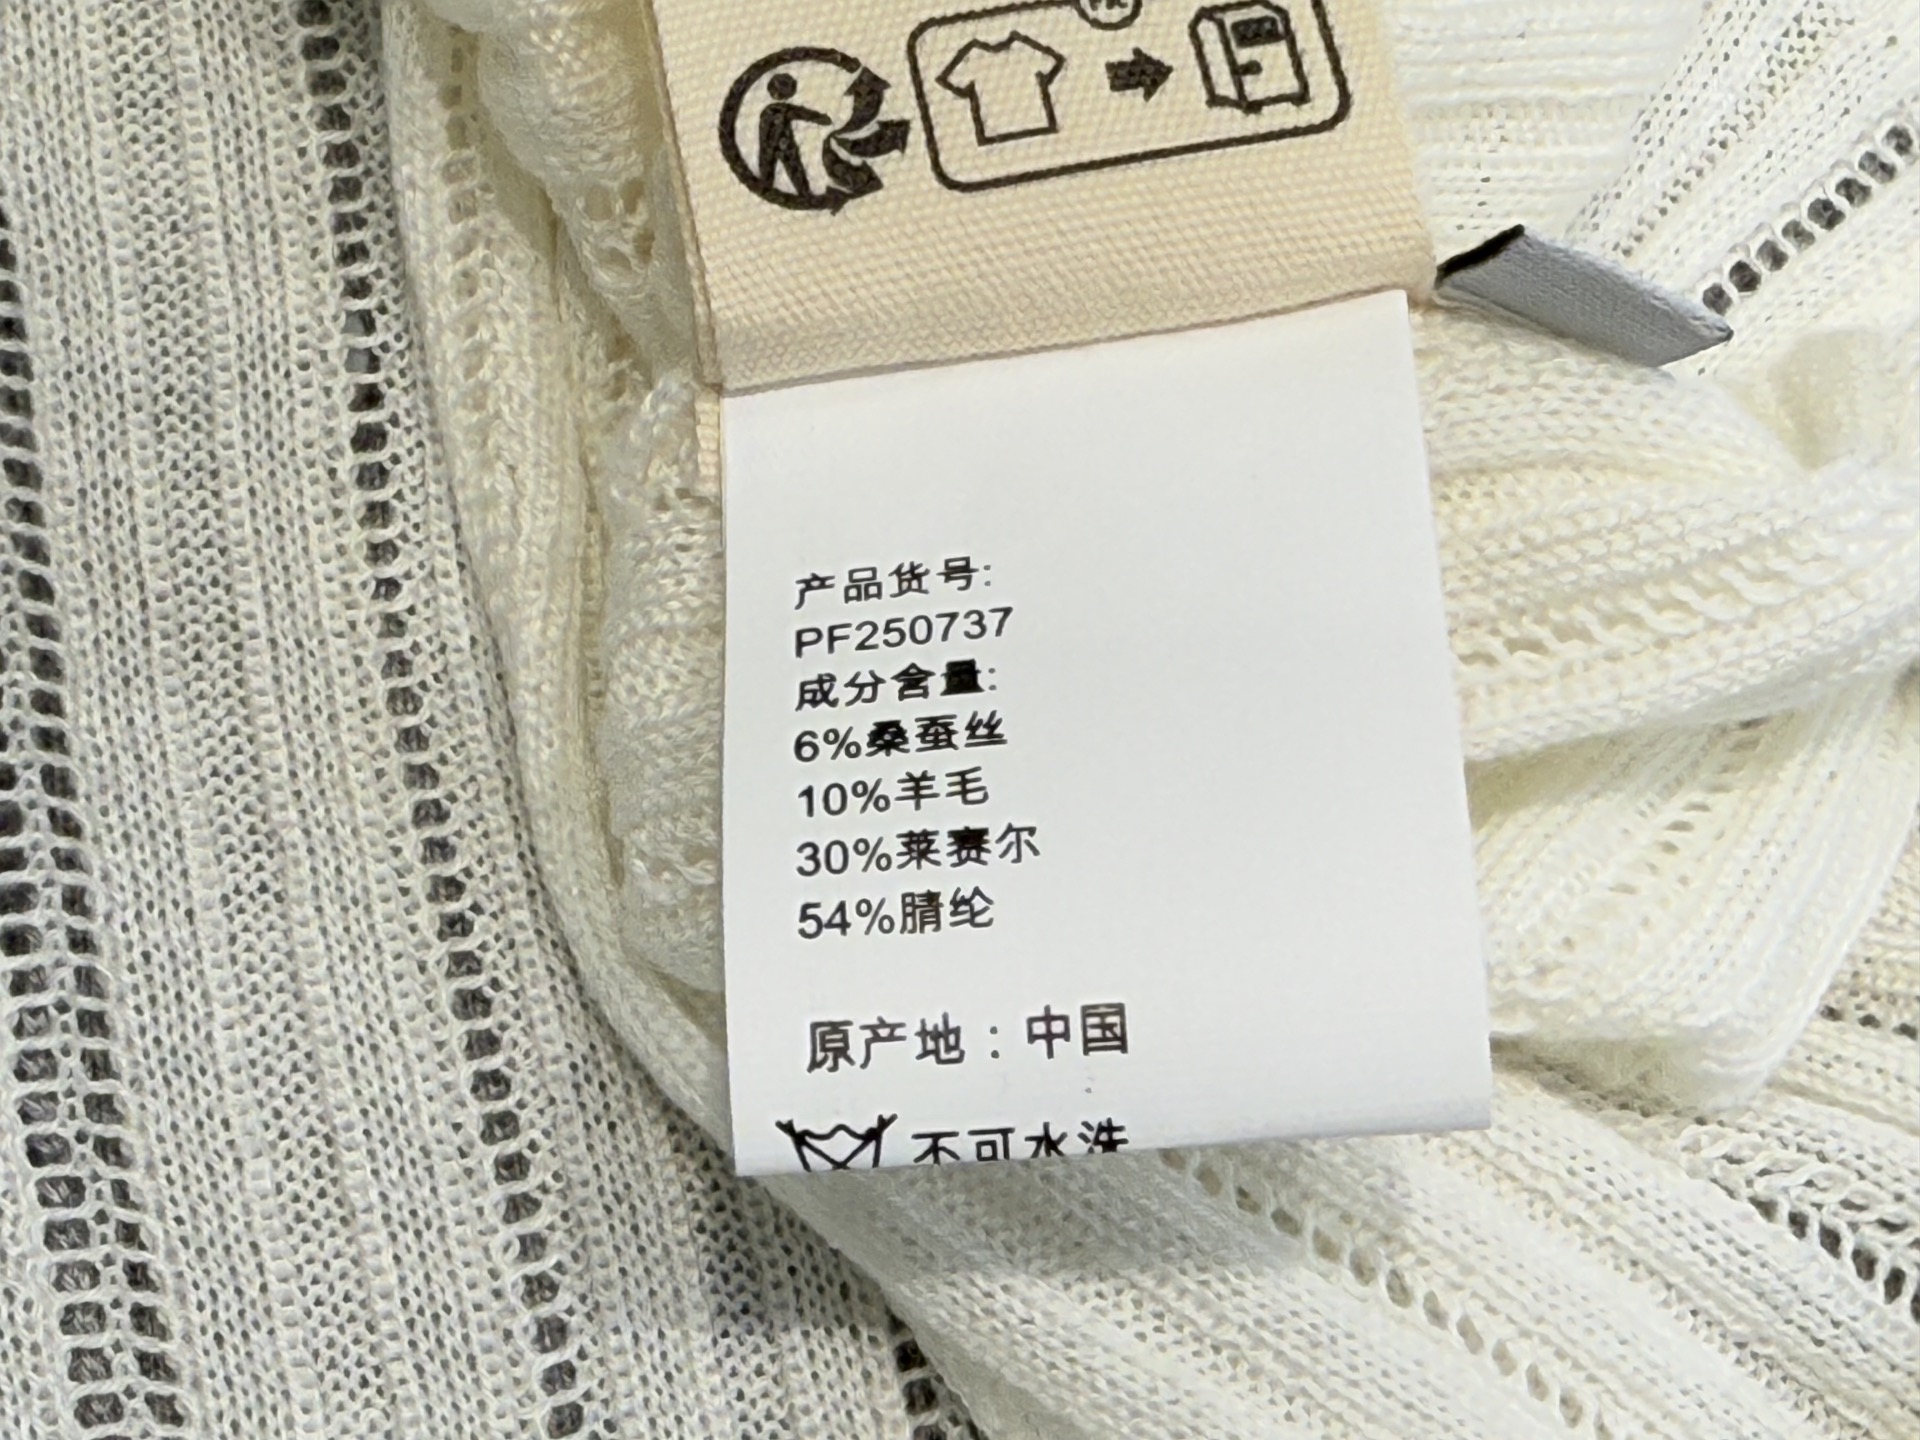 产品货号:
PF250737
成分含量:
6%桑蚕丝
10%羊毛
30%莱赛尔
54%腈纶
原产地：中国
不可水洗